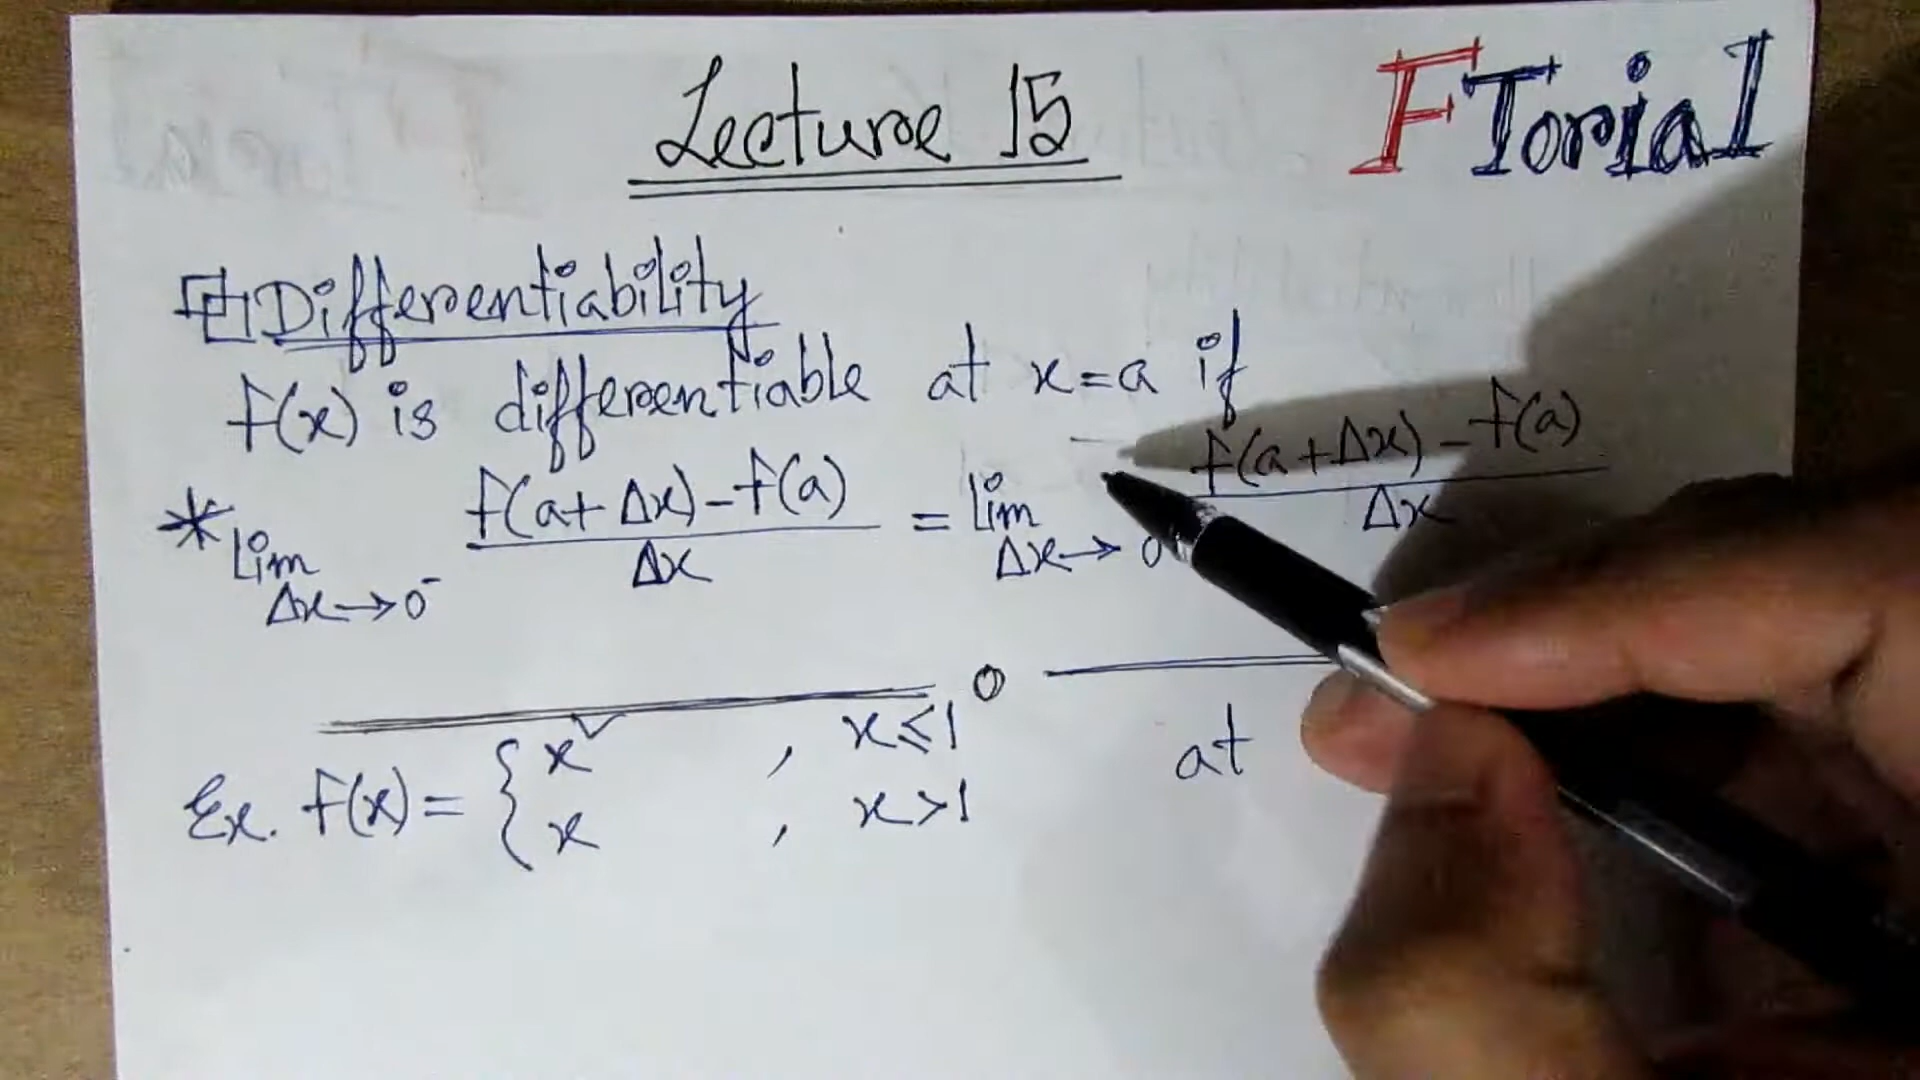 Lecture 15
FTorial
Differentiability
f(x) is differentiable at x=a if
* lim Δx→0⁻ f(a+Δx)-f(a) / Δx = lim Δx→0 f(a+Δx)-f(a) / Δx
Ex. f(x) = { x² , x≤1
x , x>1
at